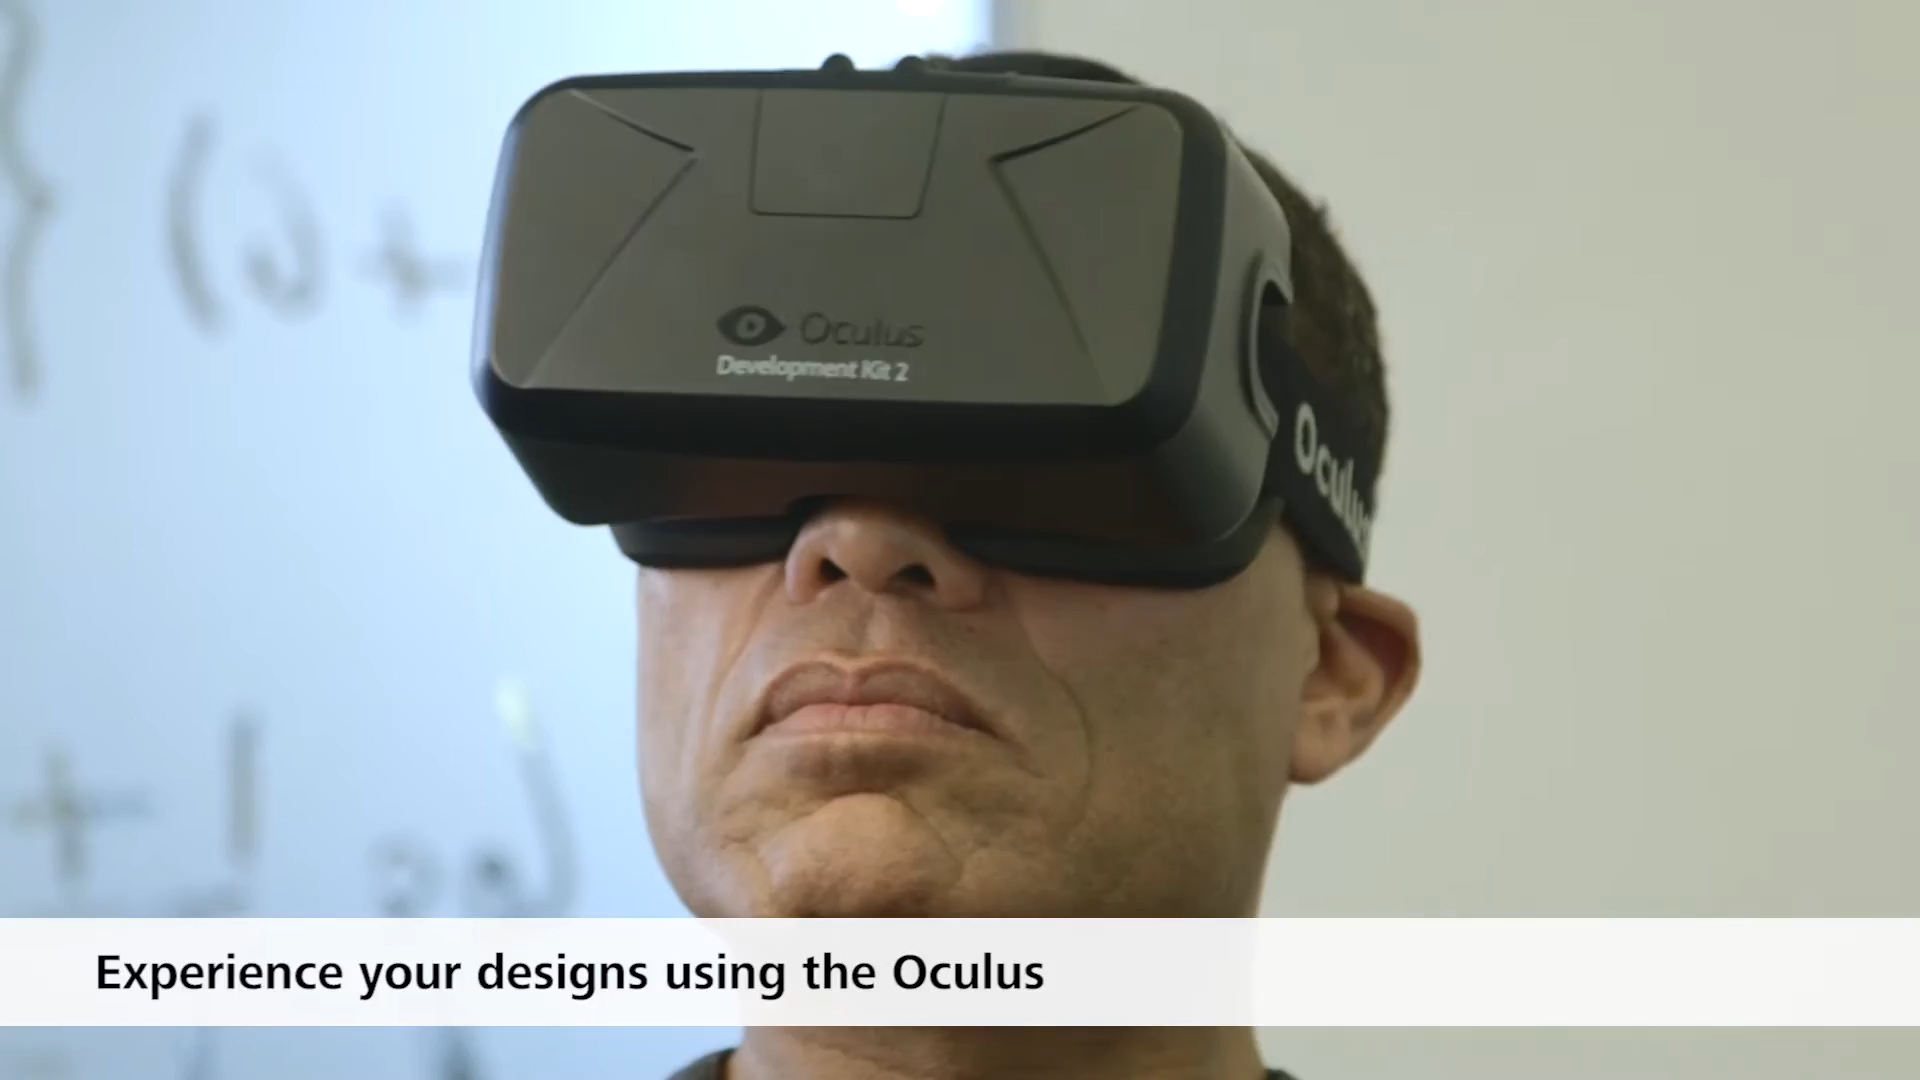 Oculus
Development Kit 2
Oculus
Experience your designs using the Oculus